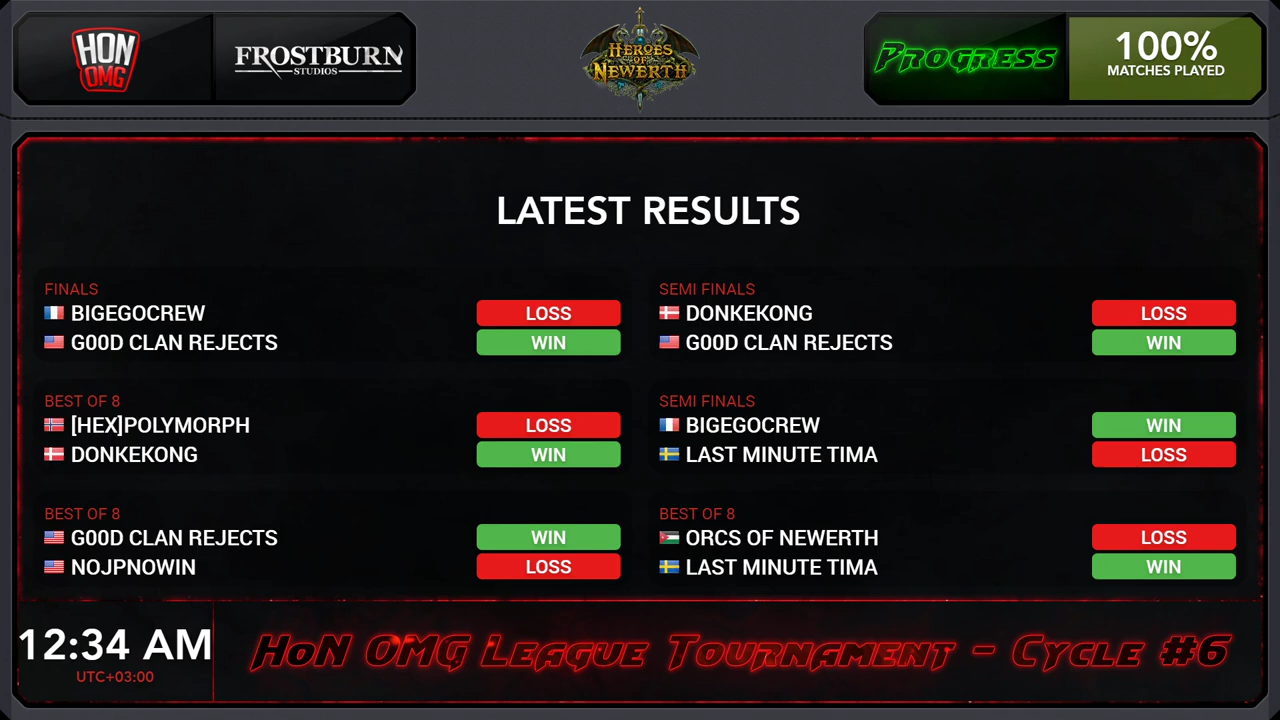 HON
OMG
FROSTBURN
STUDIOS
HEROES
OF
NEWERTH
PROGRESS
100%
MATCHES PLAYED
LATEST RESULTS
FINALS
BIGEGOCREW LOSS
G00D CLAN REJECTS WIN
SEMI FINALS
DONKEKONG LOSS
G00D CLAN REJECTS WIN
BEST OF 8
[HEX]POLYMORPH LOSS
DONKEKONG WIN
SEMI FINALS
BIGEGOCREW WIN
LAST MINUTE TIMA LOSS
BEST OF 8
G00D CLAN REJECTS WIN
NOJPNOWIN LOSS
BEST OF 8
ORCS OF NEWERTH LOSS
LAST MINUTE TIMA WIN
12:34 AM
UTC+03:00
HoN OMG League Tournament - Cycle #6